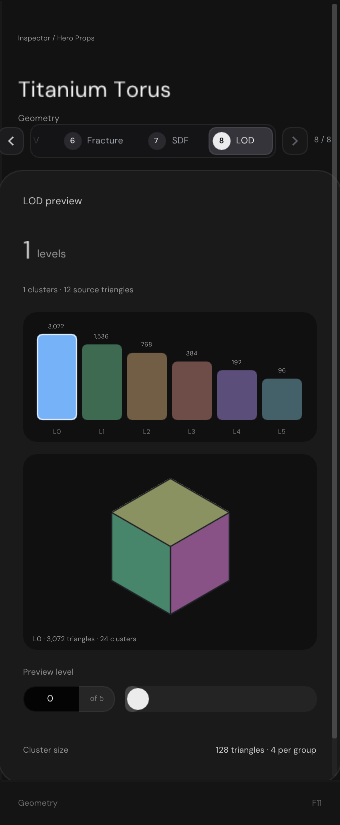 Inspector / Hero Props
Titanium Torus
Geometry
6 Fracture 7 SDF 8 LOD 8 / 8
LOD preview
1 levels
1 clusters · 12 source triangles
3,072 1,536 768 384 192 96
L0 L1 L2 L3 L4 L5
L0 · 3,072 triangles · 24 clusters
Preview level
0 of 5
Cluster size 128 triangles · 4 per group
Geometry F11